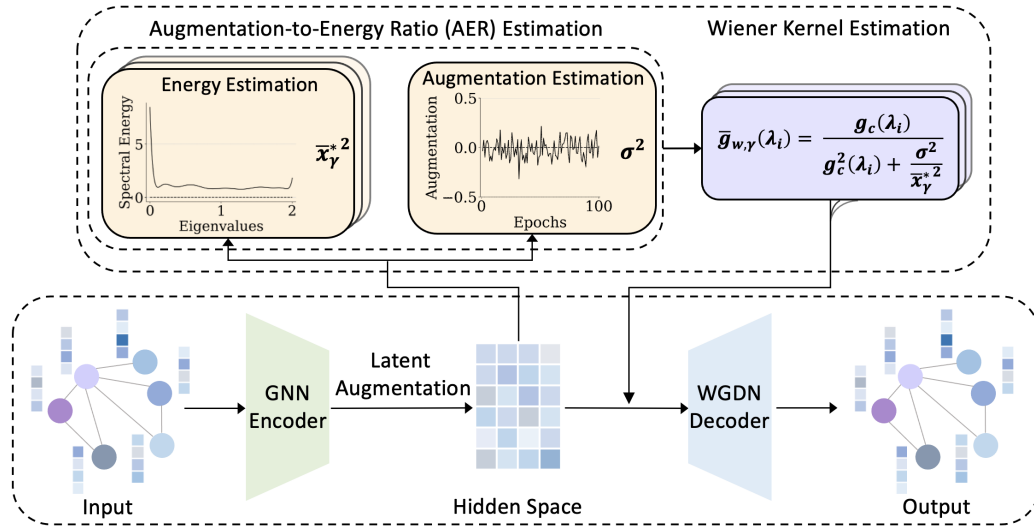 Augmentation-to-Energy Ratio (AER) Estimation
Wiener Kernel Estimation
Energy Estimation
Spectral Energy
5
0
0 1 2
Eigenvalues
x̄*γ²
Augmentation Estimation
Augmentation
0.5
0.0
−0.5
0 100
Epochs
σ²
ḡw,γ(λi) = gc(λi) / (gc²(λi) + σ² / x̄*γ²)
GNN
Encoder
Latent
Augmentation
WGDN
Decoder
Input
Hidden Space
Output